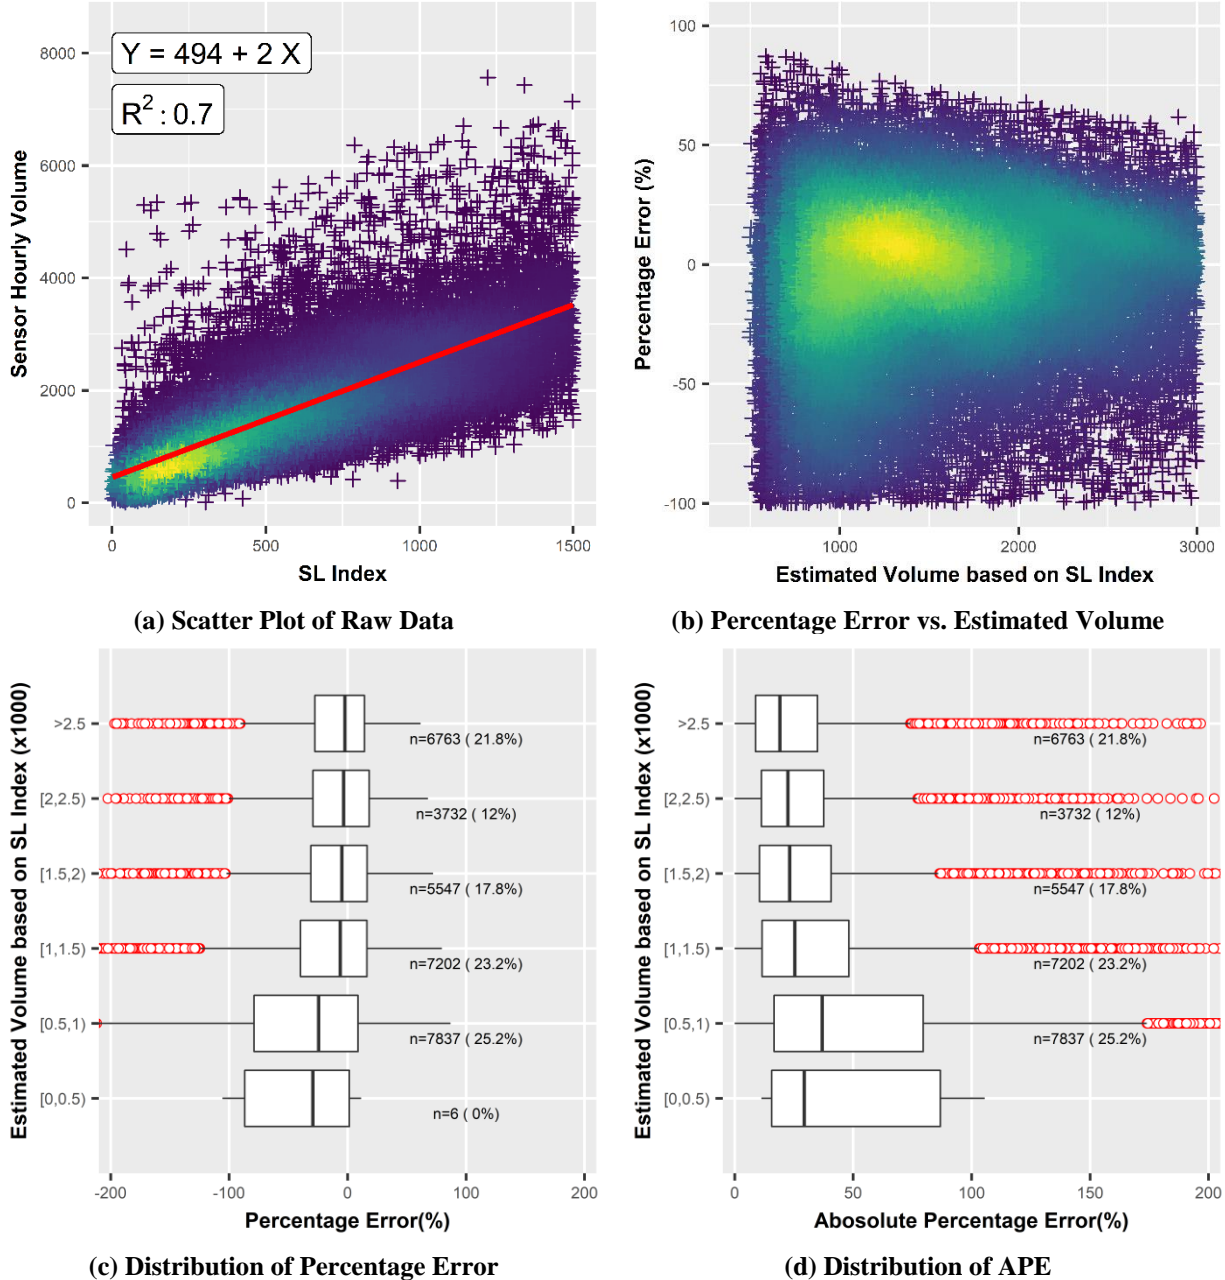 Y = 494 + 2 X
R²: 0.7
8000
6000
4000
2000
0
Sensor Hourly Volume
0 500 1000 1500
SL Index
(a) Scatter Plot of Raw Data
100
50
0
-50
-100
Percentage Error (%)
1000 2000 3000
Estimated Volume based on SL Index
(b) Percentage Error vs. Estimated Volume
Estimated Volume based on SL Index (x1000)
>2.5
n=6763 ( 21.8%)
[2,2.5)
n=3732 ( 12%)
[1.5,2)
n=5547 ( 17.8%)
[1,1.5)
n=7202 ( 23.2%)
[0.5,1)
n=7837 ( 25.2%)
[0,0.5)
n=6 ( 0%)
-200 -100 0 100 200
Percentage Error(%)
(c) Distribution of Percentage Error
Estimated Volume based on SL Index (x1000)
>2.5
n=6763 ( 21.8%)
[2,2.5)
n=3732 ( 12%)
[1.5,2)
n=5547 ( 17.8%)
[1,1.5)
n=7202 ( 23.2%)
[0.5,1)
n=7837 ( 25.2%)
[0,0.5)
n=6 ( 0%)
0 50 100 150 200
Abosolute Percentage Error(%)
(d) Distribution of APE